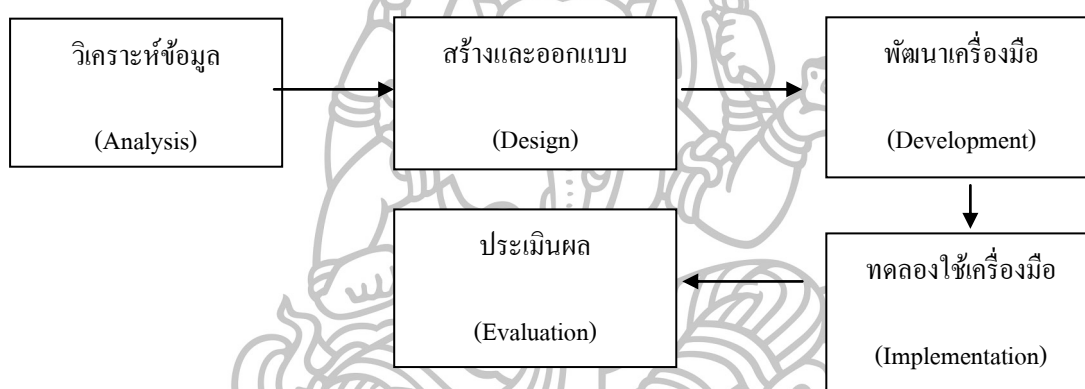 วิเคราะห์ข้อมูล
(Analysis)
สร้างและออกแบบ
(Design)
พัฒนาเครื่องมือ
(Development)
ทดลองใช้เครื่องมือ
(Implementation)
ประเมินผล
(Evaluation)